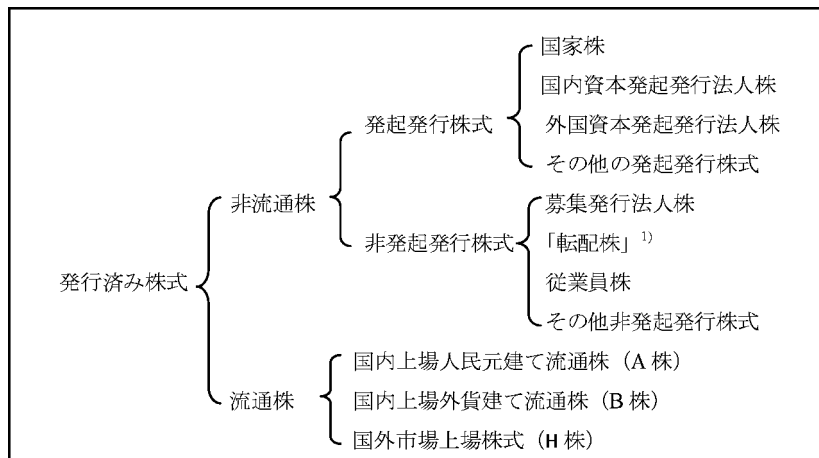 国家株
国内資本発起発行法人株
発起発行株式
外国資本発起発行法人株
その他の発起発行株式
非流通株
募集発行法人株
非発起発行株式
「転配株」1)
発行済み株式
従業員株
その他非発起発行株式
国内上場人民元建て流通株（A 株）
流通株
国内上場外貨建て流通株（B 株）
国外市場上場株式（H 株）